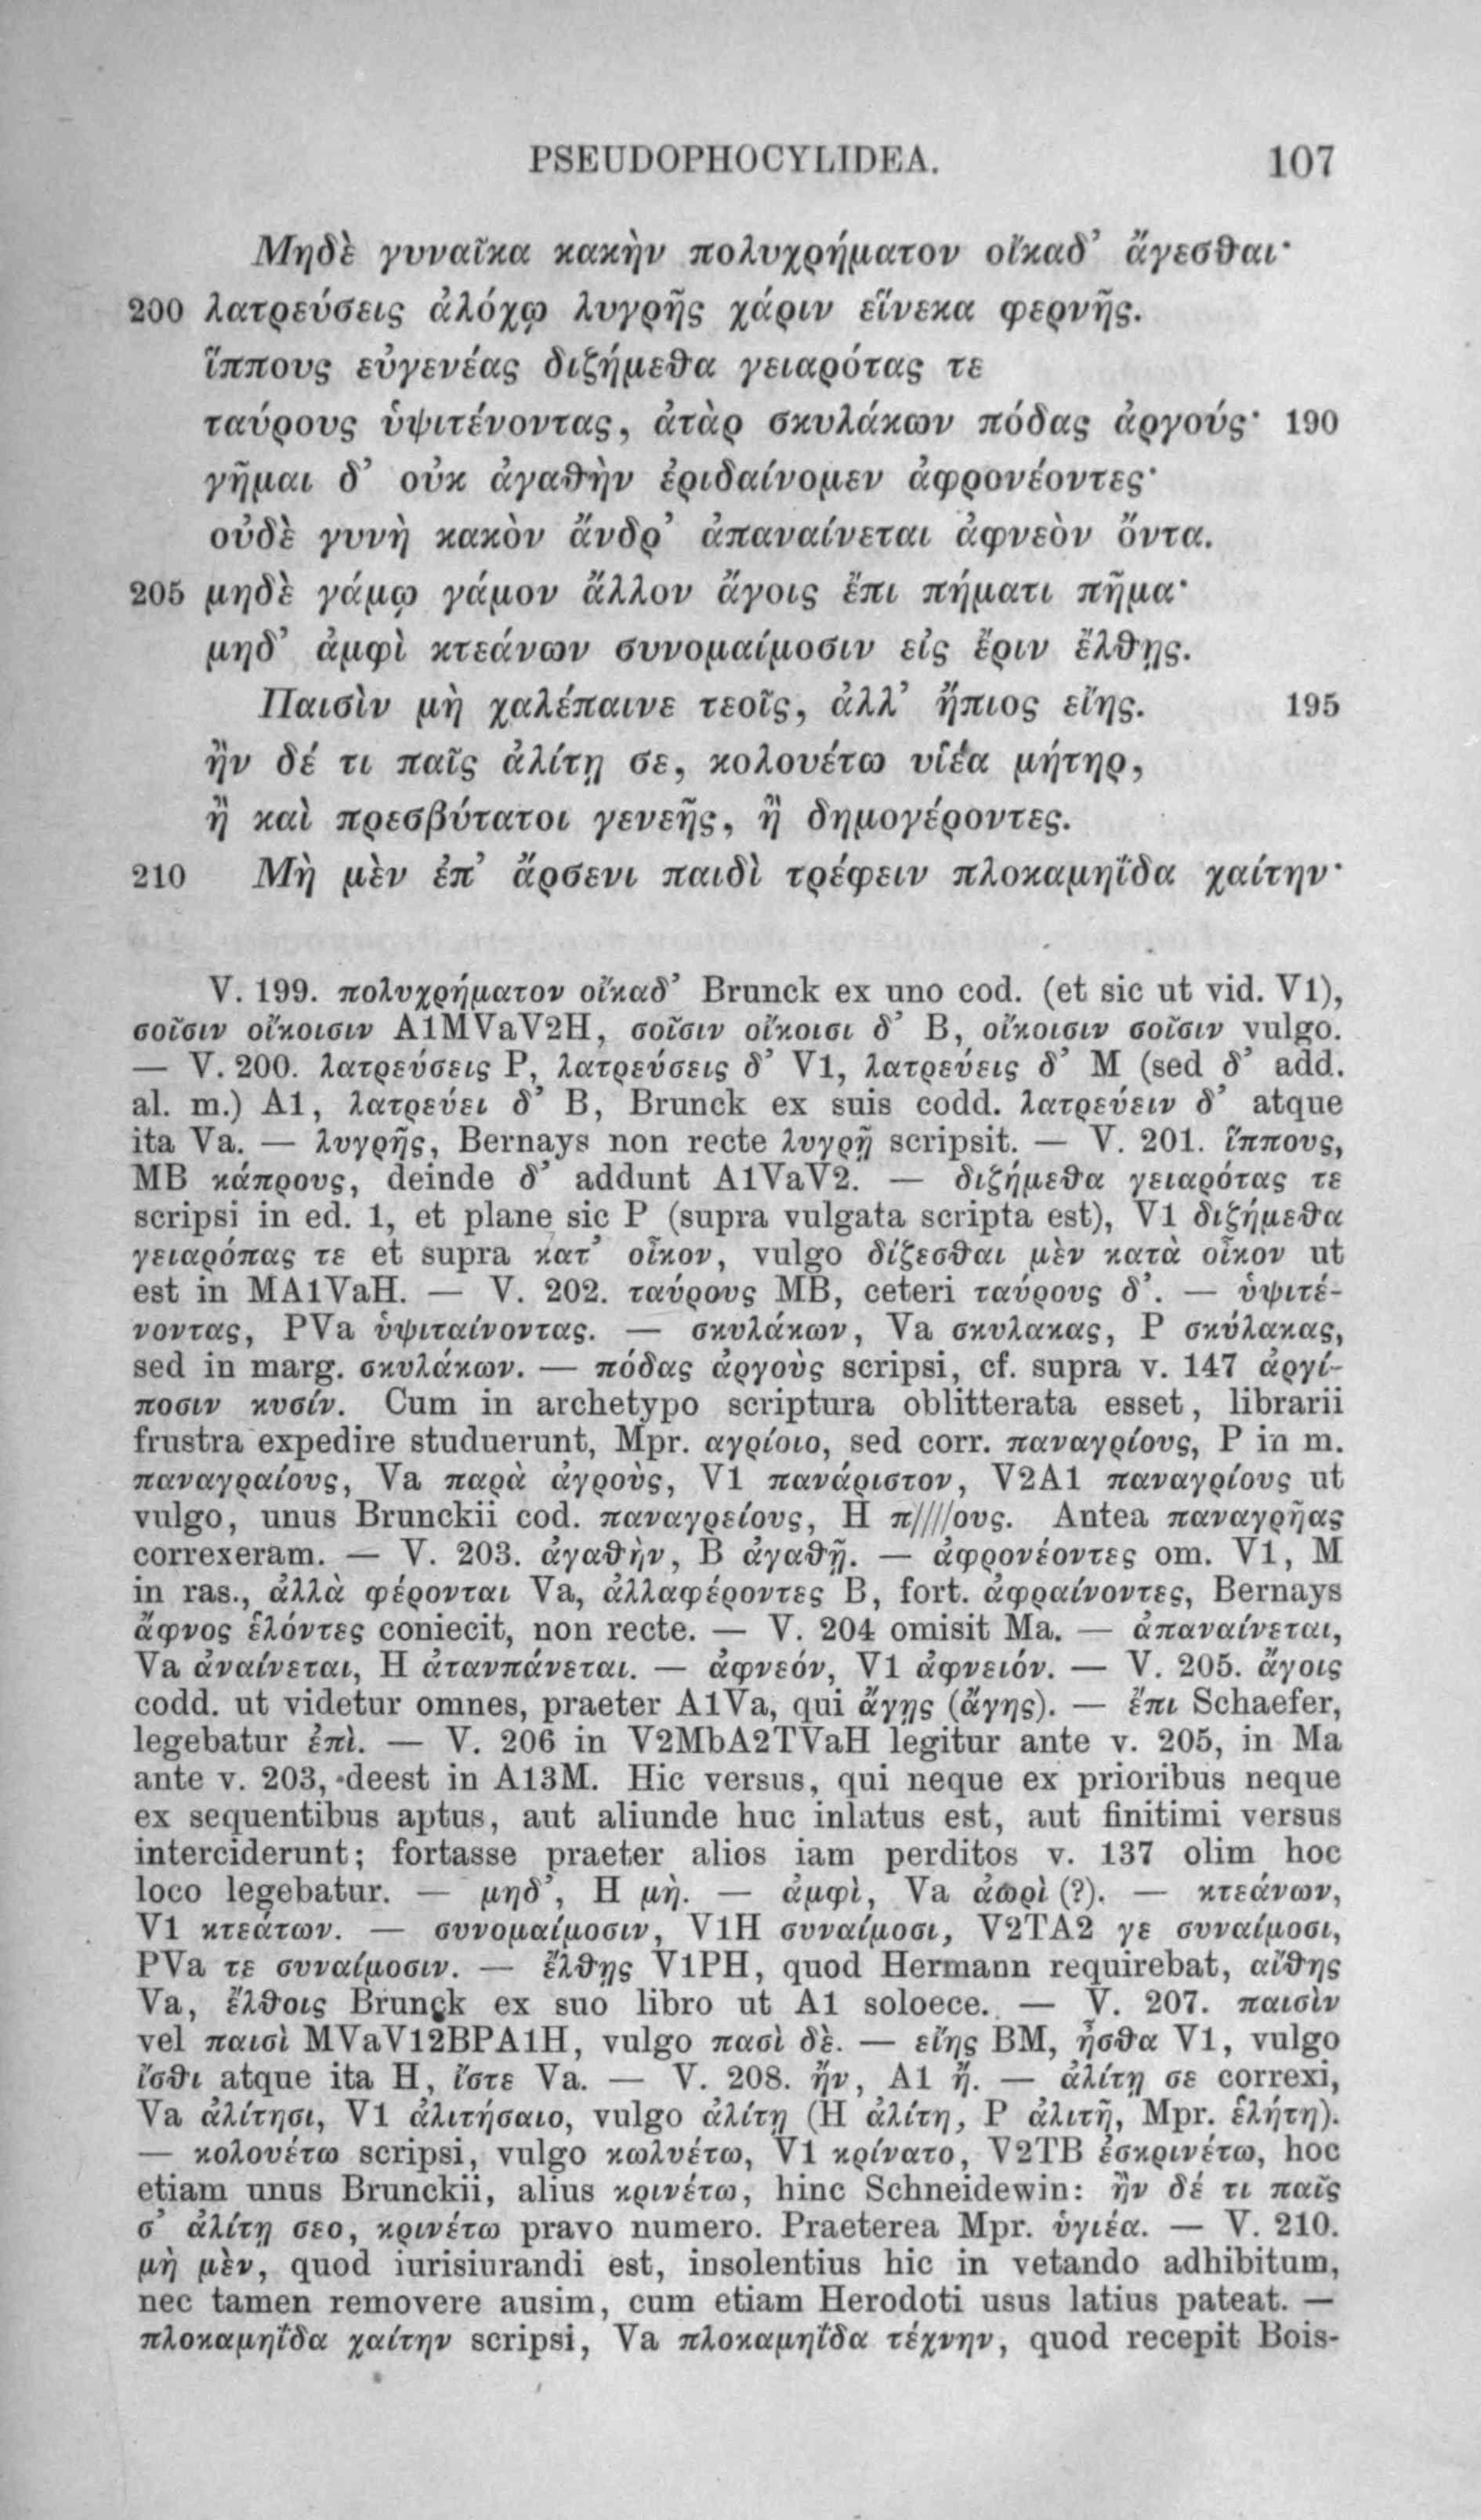 PSEUDOPHOCYLIDEA. 107
Μηδὲ γυναῖκα κακὴν πολυχρήματον οἴκαδ’ ἄγεσθαι·
200 λατρεύσεις ἀλόχῳ λυγρῆς χάριν εἵνεκα φερνῆς.
ἵππους εὐγενέας διζήμεθα γειαρότας τε
ταύρους ὑψιτένοντας, ἀτὰρ σκυλάκων πόδας ἀργούς· 190
γῆμαι δ’ οὐκ ἀγαθὴν ἐριδαίνομεν ἀφρονέοντες·
οὐδὲ γυνὴ κακὸν ἄνδρ’ ἀπαναίνεται ἀφνεὸν ὄντα.
205 μηδὲ γάμῳ γάμον ἄλλον ἄγοις ἔπι πήματι πῆμα·
μηδ’ ἀμφὶ κτεάνων συνομαίμοσιν εἰς ἔριν ἔλθῃς.
Παισὶν μὴ χαλέπαινε τεοῖς, ἀλλ’ ἤπιος εἴης. 195
ἢν δέ τι παῖς ἀλίτῃ σε, κολουέτω υἱέα μήτηρ,
ἢ καὶ πρεσβύτατοι γενεῆς, ἢ δημογέροντες.
210 Μὴ μὲν ἐπ’ ἄρσενι παιδὶ τρέφειν πλοκαμηΐδα χαίτην·
V. 199. πολυχρήματον οἴκαδ’ Brunck ex uno cod. (et sic ut vid. V1),
σοῖσιν οἴκοισιν A1MVaV2H, σοῖσιν οἴκοισι δ’ B, οἴκοισιν σοῖσιν vulgo.
— V. 200. λατρεύσεις P, λατρεύσεις δ’ V1, λατρεύεις δ’ M (sed δ’ add.
al. m.) A1, λατρεύει δ’ B, Brunck ex suis codd. λατρεύειν δ’ atque
ita Va. — λυγρῆς, Bernays non recte λυγρῇ scripsit. — V. 201. ἵππους,
MB κάπρους, deinde δ’ addunt A1VaV2. — διζήμεθα γειαρότας τε
scripsi in ed. 1, et plane sic P (supra vulgata scripta est), V1 διζήμεθα
γειαρόπας τε et supra κατ’ οἶκον, vulgo δίζεσθαι μὲν κατὰ οἶκον ut
est in MA1VaH. — V. 202. ταύρους MB, ceteri ταύρους δ’. — ὑψιτέ-
νοντας, PVa ὑψιταίνοντας. — σκυλάκων, Va σκυλακας, P σκύλακας,
sed in marg. σκυλάκων. — πόδας ἀργοὺς scripsi, cf. supra v. 147 ἀργί-
ποσιν κυσίν. Cum in archetypo scriptura oblitterata esset, librarii
frustra expedire studuerunt, Mpr. αγρίοιο, sed corr. παναγρίους, P in m.
παναγραίους, Va παρὰ ἀγροὺς, V1 πανάριστον, V2A1 παναγρίους ut
vulgo, unus Brunckii cod. παναγρείους, H π////ους. Antea παναγρῆας
correxeram. — V. 203. ἀγαθὴν, B ἀγαθῇ. — ἀφρονέοντες om. V1, M
in ras., ἀλλὰ φέρονται Va, ἀλλαφέροντες B, fort. ἀφραίνοντες, Bernays
ἄφνος ἑλόντες coniecit, non recte. — V. 204 omisit Ma. — ἀπαναίνεται,
Va ἀναίνεται, H ἀτανπάνεται. — ἀφνεόν, V1 ἀφνειόν. — V. 205. ἄγοις
codd. ut videtur omnes, praeter A1Va, qui ἄγῃς (ἄγης). — ἔπι Schaefer,
legebatur ἐπὶ. — V. 206 in V2MbA2TVaH legitur ante v. 205, in Ma
ante v. 203, deest in A13M. Hic versus, qui neque ex prioribus neque
ex sequentibus aptus, aut aliunde huc inlatus est, aut finitimi versus
interciderunt; fortasse praeter alios iam perditos v. 137 olim hoc
loco legebatur. — μηδ’, H μὴ. — ἀμφὶ, Va ἀωρὶ (?). — κτεάνων,
V1 κτεάτων. — συνομαίμοσιν, V1H συναίμοσι, V2TA2 γε συναίμοσι,
PVa τε συναίμοσιν. — ἔλθῃς V1PH, quod Hermann requirebat, αἴθης
Va, ἔλθοις Brunck ex suo libro ut A1 soloece. — V. 207. παισὶν
vel παισὶ MVaV12BPA1H, vulgo πασὶ δὲ. — εἴης BM, ἦσθα V1, vulgo
ἴσθι atque ita H, ἴστε Va. — V. 208. ἤν, A1 ἤ. — ἀλίτῃ σε correxi,
Va ἀλίτησι, V1 ἀλιτήσαιο, vulgo ἀλίτῃ (H ἀλίτη, P ἀλιτῆ, Mpr. ἑλήτη).
— κολουέτω scripsi, vulgo κωλυέτω, V1 κρίνατο, V2TB ἐσκρινέτω, hoc
etiam unus Brunckii, alius κρινέτω, hinc Schneidewin: ἢν δέ τι παῖς
σ’ ἀλίτῃ σεο, κρινέτω pravo numero. Praeterea Mpr. ὑγιέα. — V. 210.
μὴ μὲν, quod iurisiurandi est, insolentius hic in vetando adhibitum,
nec tamen removere ausim, cum etiam Herodoti usus latius pateat. —
πλοκαμηΐδα χαίτην scripsi, Va πλοκαμηΐδα τέχνην, quod recepit Bois-